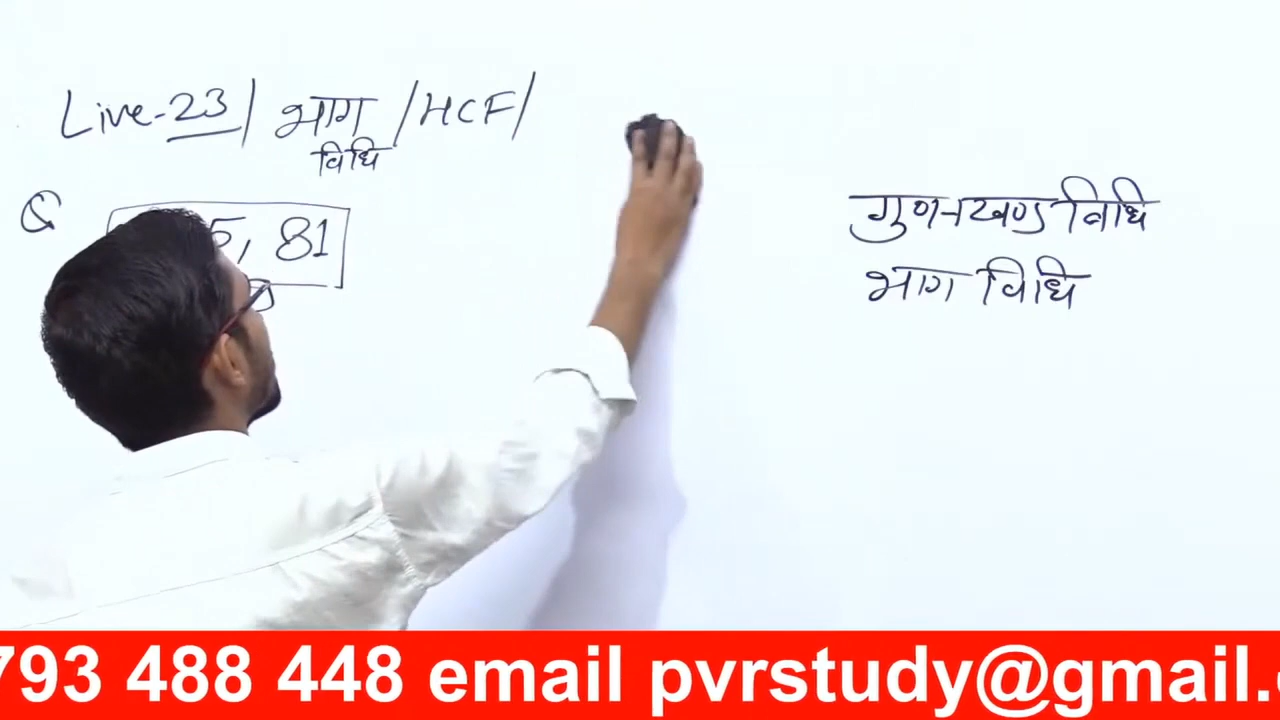 Live-23 / भाग / HCF /
विधि
Q
5, 81
गुणनखण्ड विधि
भाग विधि
793 488 448 email pvrstudy@gmail.